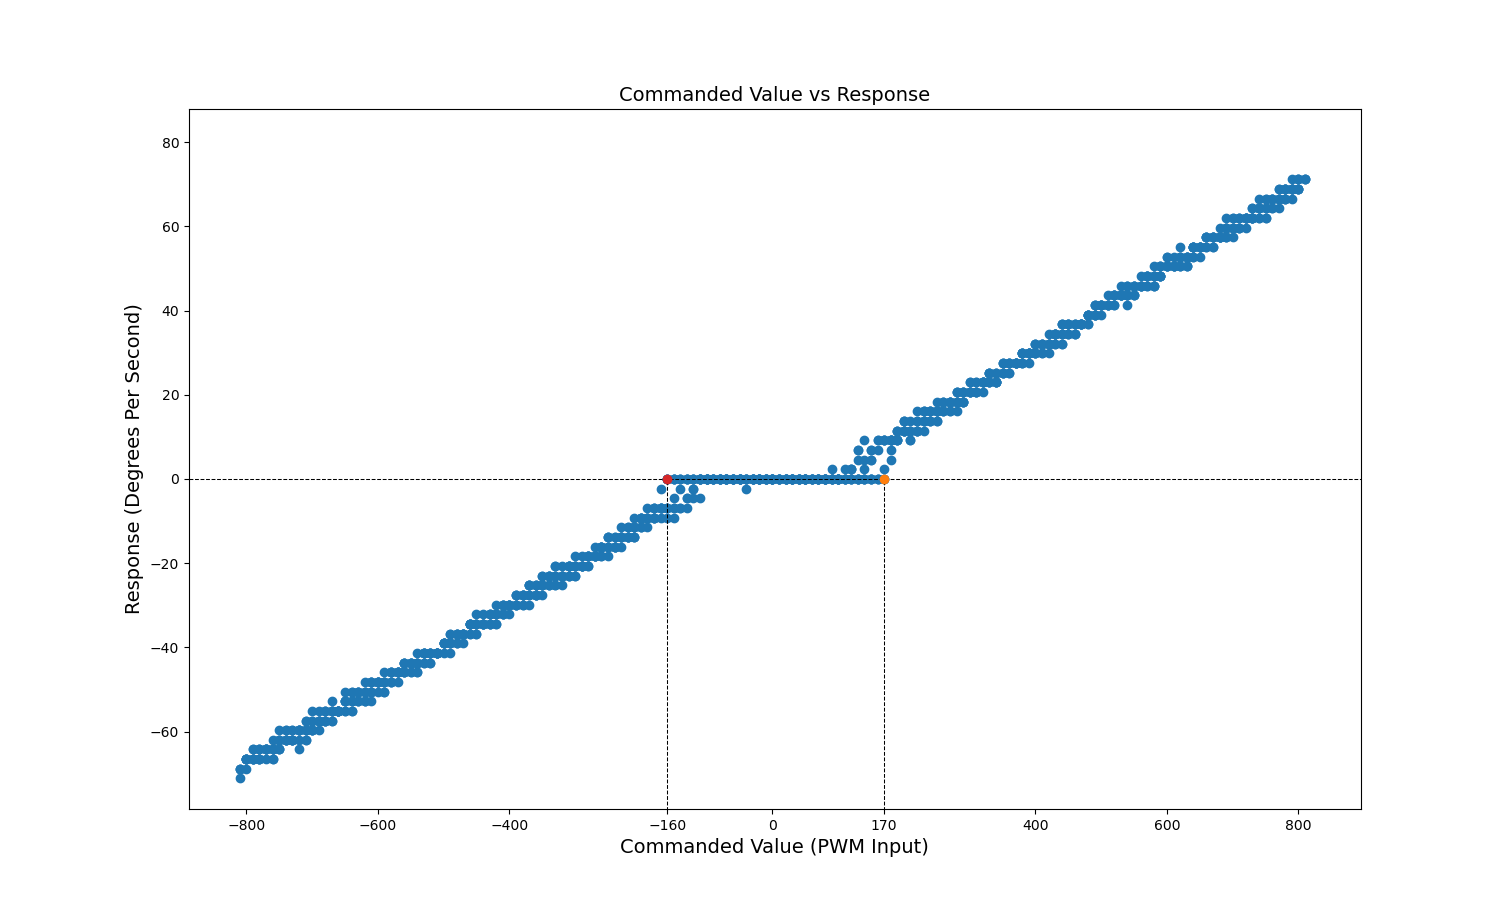 Commanded Value vs Response
80
60
40
20
0
−20
−40
−60
Response (Degrees Per Second)
−800 −600 −400 −160 0 170 400 600 800
Commanded Value (PWM Input)